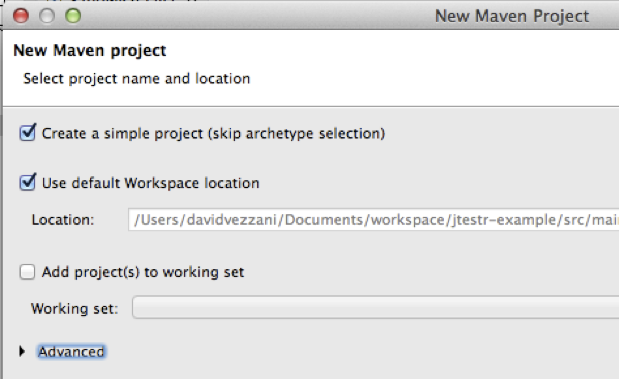 New Maven Project
New Maven project
Select project name and location
Create a simple project (skip archetype selection)
Use default Workspace location
Location: /Users/davidvezzani/Documents/workspace/jtestr-example/src/mai
Add project(s) to working set
Working set:
Advanced